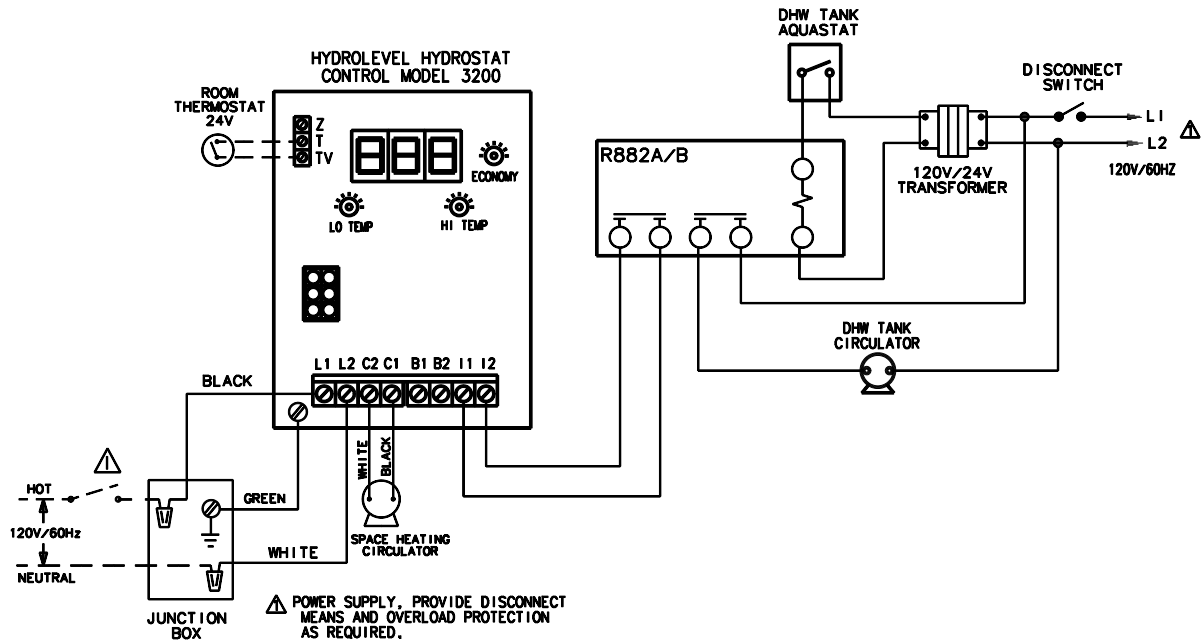 DHW TANK
AQUASTAT
HYDROLEVEL HYDROSTAT
CONTROL MODEL 3200
DISCONNECT
SWITCH
ROOM
THERMOSTAT
24V
Z
T
TV
888
ECONOMY
LO TEMP
HI TEMP
R882A/B
L1
L2
120V/60HZ
120V/24V
TRANSFORMER
DHW TANK
CIRCULATOR
L1 L2 C2 C1 B1 B2 I1 I2
BLACK
WHITE
BLACK
HOT
GREEN
120V/60Hz
SPACE HEATING
CIRCULATOR
WHITE
NEUTRAL
JUNCTION
BOX
POWER SUPPLY, PROVIDE DISCONNECT
MEANS AND OVERLOAD PROTECTION
AS REQUIRED.